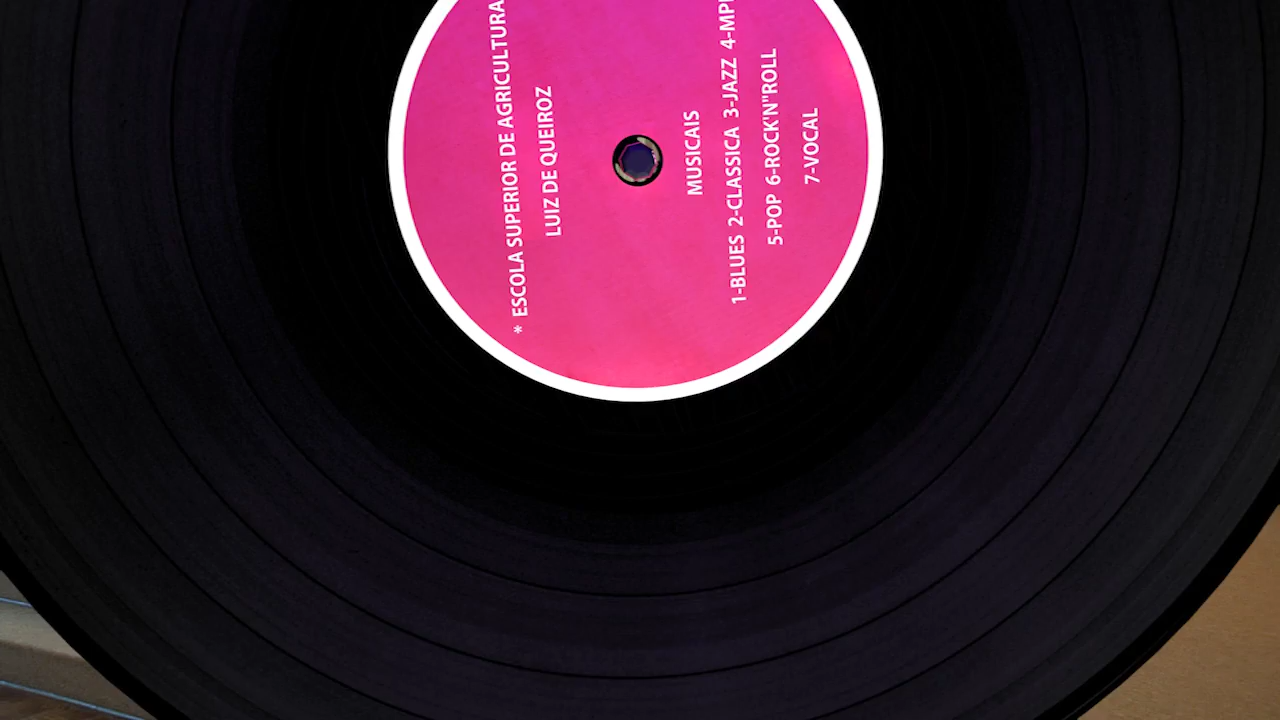 * ESCOLA SUPERIOR DE AGRICULTURA
LUIZ DE QUEIROZ
MUSICAIS
1-BLUES 2-CLASSICA 3-JAZZ 4-MP
5-POP 6-ROCK'N"ROLL
7-VOCAL